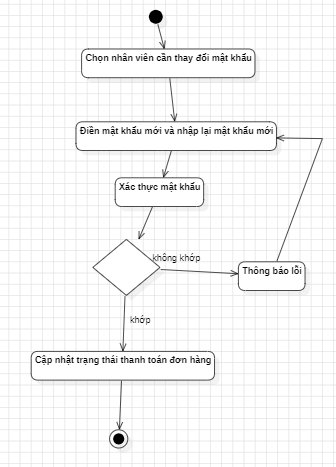 Chọn nhân viên cần thay đổi mật khẩu
Điền mật khẩu mới và nhập lại mật khẩu mới
Xác thực mật khẩu
không khớp
Thông báo lỗi
khớp
Cập nhật trạng thái thanh toán đơn hàng